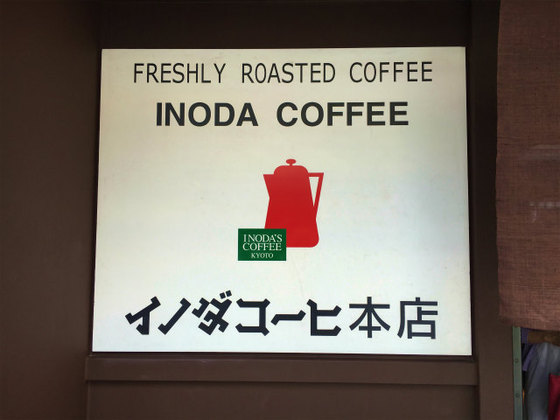 FRESHLY ROASTED COFFEE
INODA COFFEE
INODA'S
COFFEE
KYOTO
イノダコーヒ本店